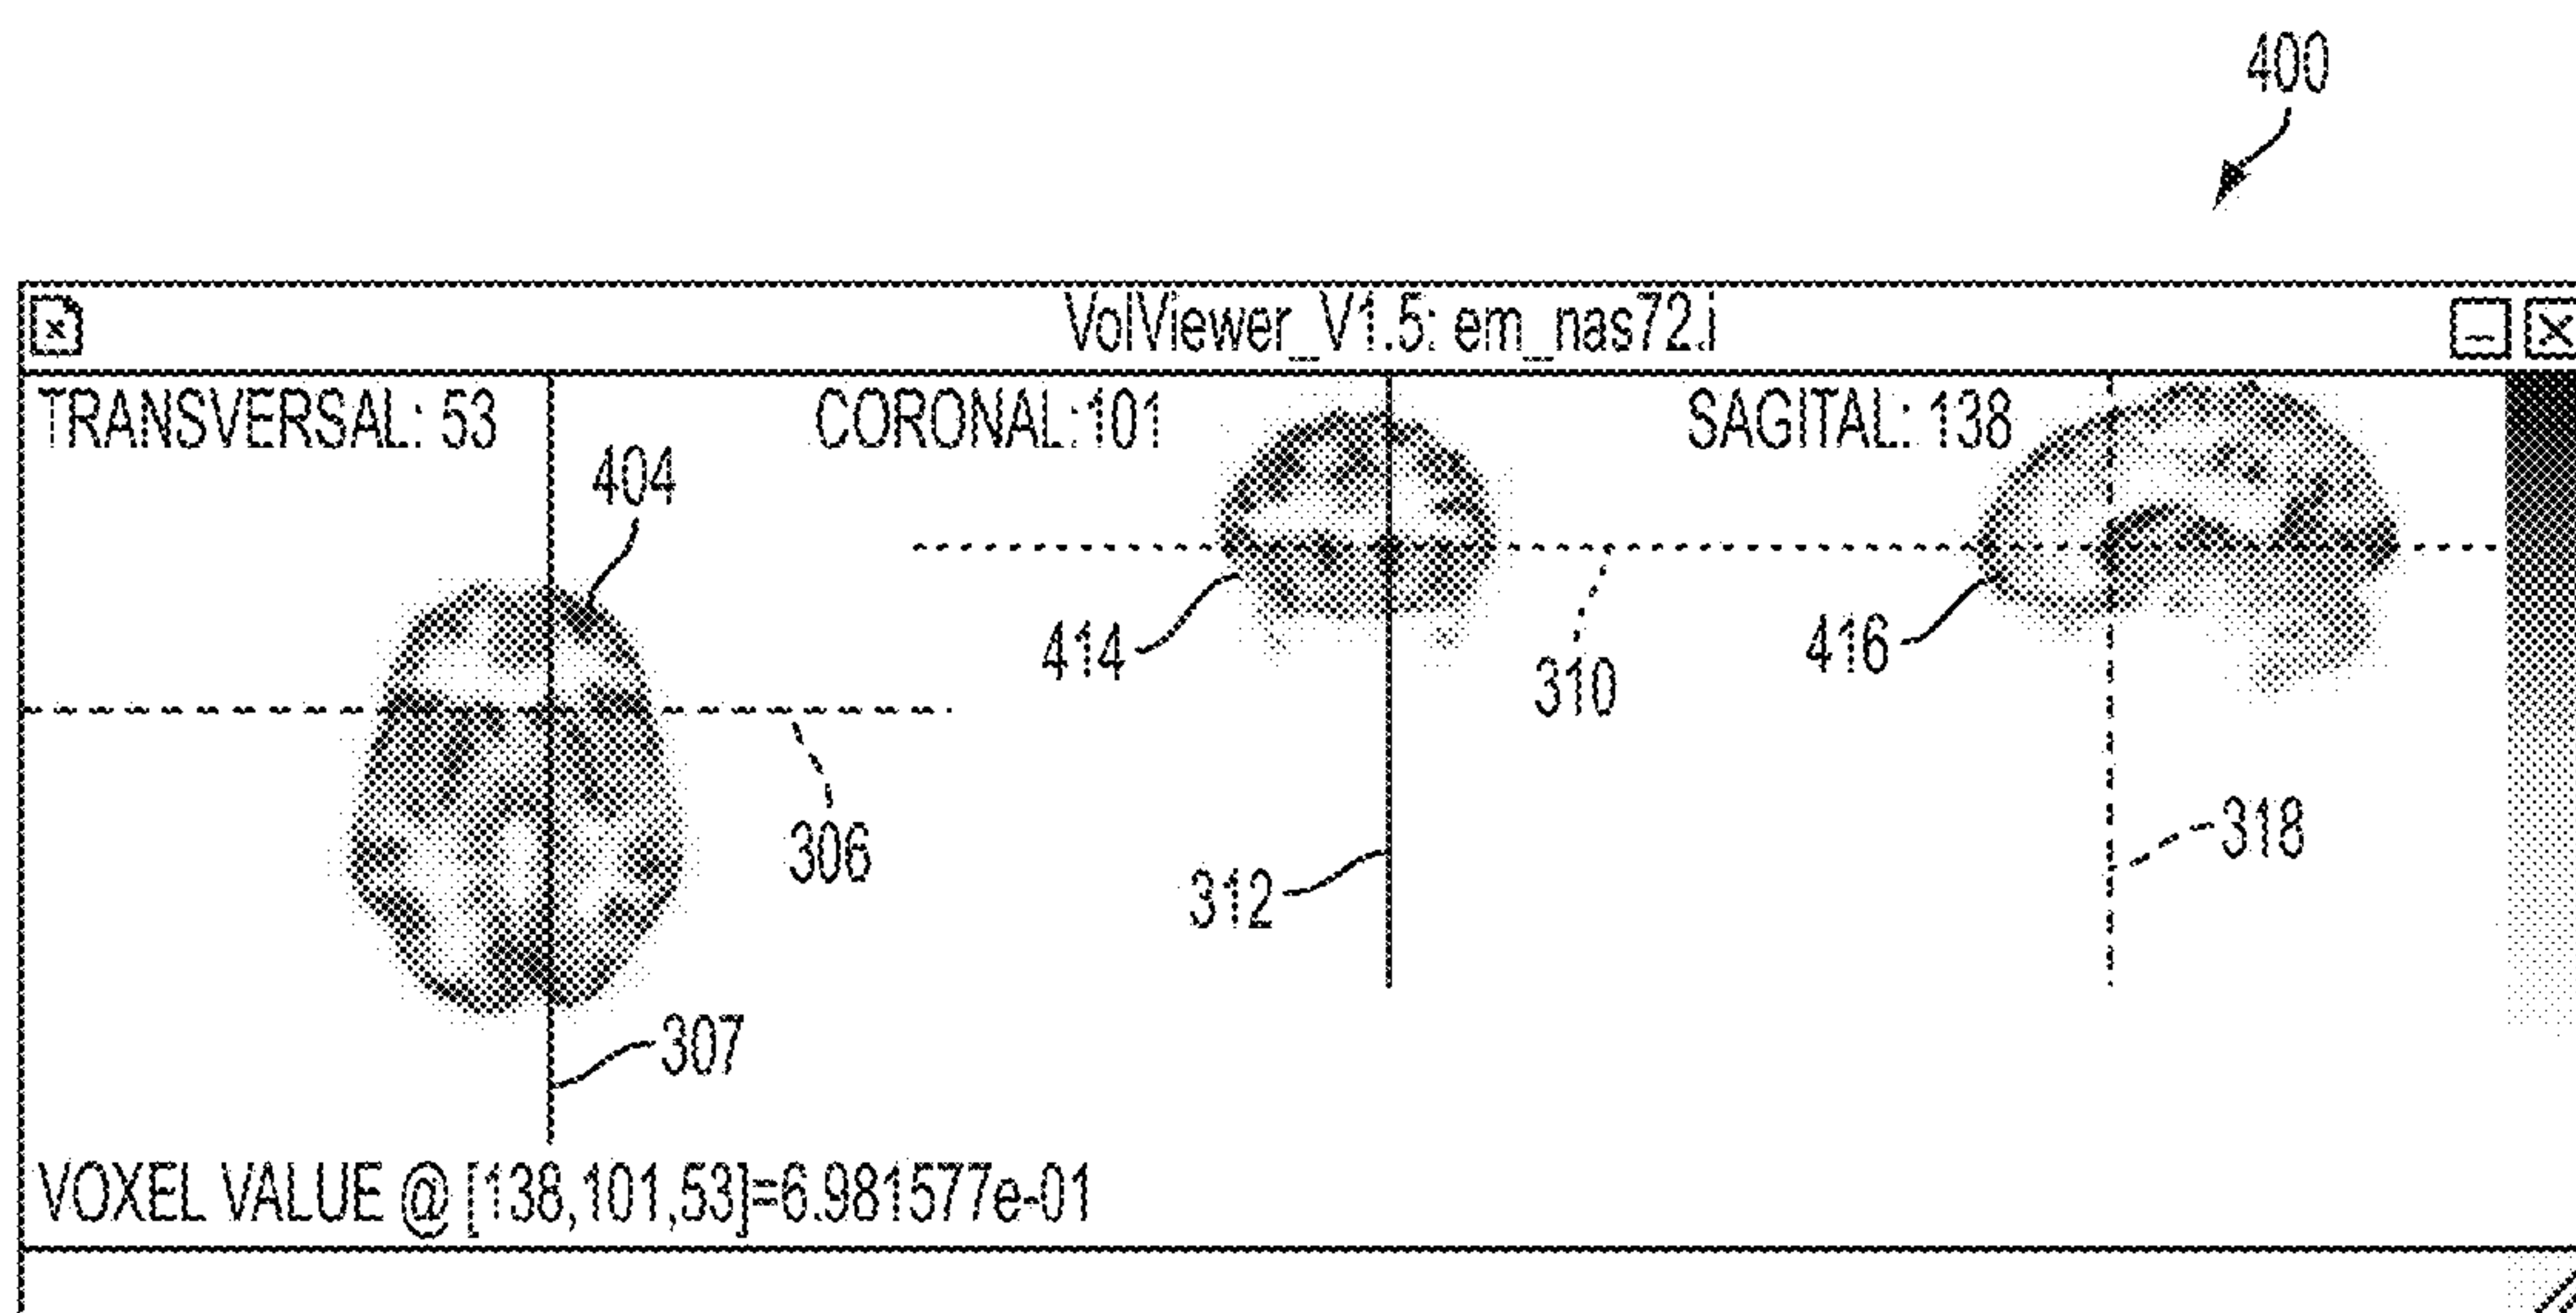 400
VolViewer_V1.5: em_nas72.i
TRANSVERSAL: 53
CORONAL:101
SAGITAL: 138
404
414
310
416
306
312
318
307
VOXEL VALUE @ [138,101,53]=6.981577e-01